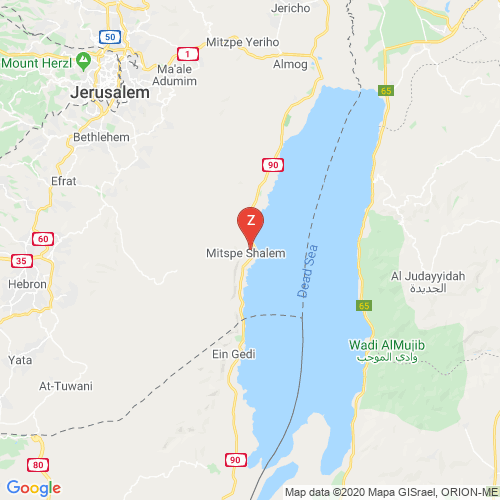 Jericho
50
Mitzpe Yeriho
1
Mount Herzl
Ma'ale
Adumim
Almog
Jerusalem
65
Bethlehem
90
Efrat
Z
60
Mitspe Shalem
35
Dead Sea
Al Judayyidah
الجديدة
Hebron
65
Wadi AlMujib
وادي الموجب
Ein Gedi
Yata
At-Tuwani
90
80
Map data ©2020 Mapa GISrael, ORION-ME